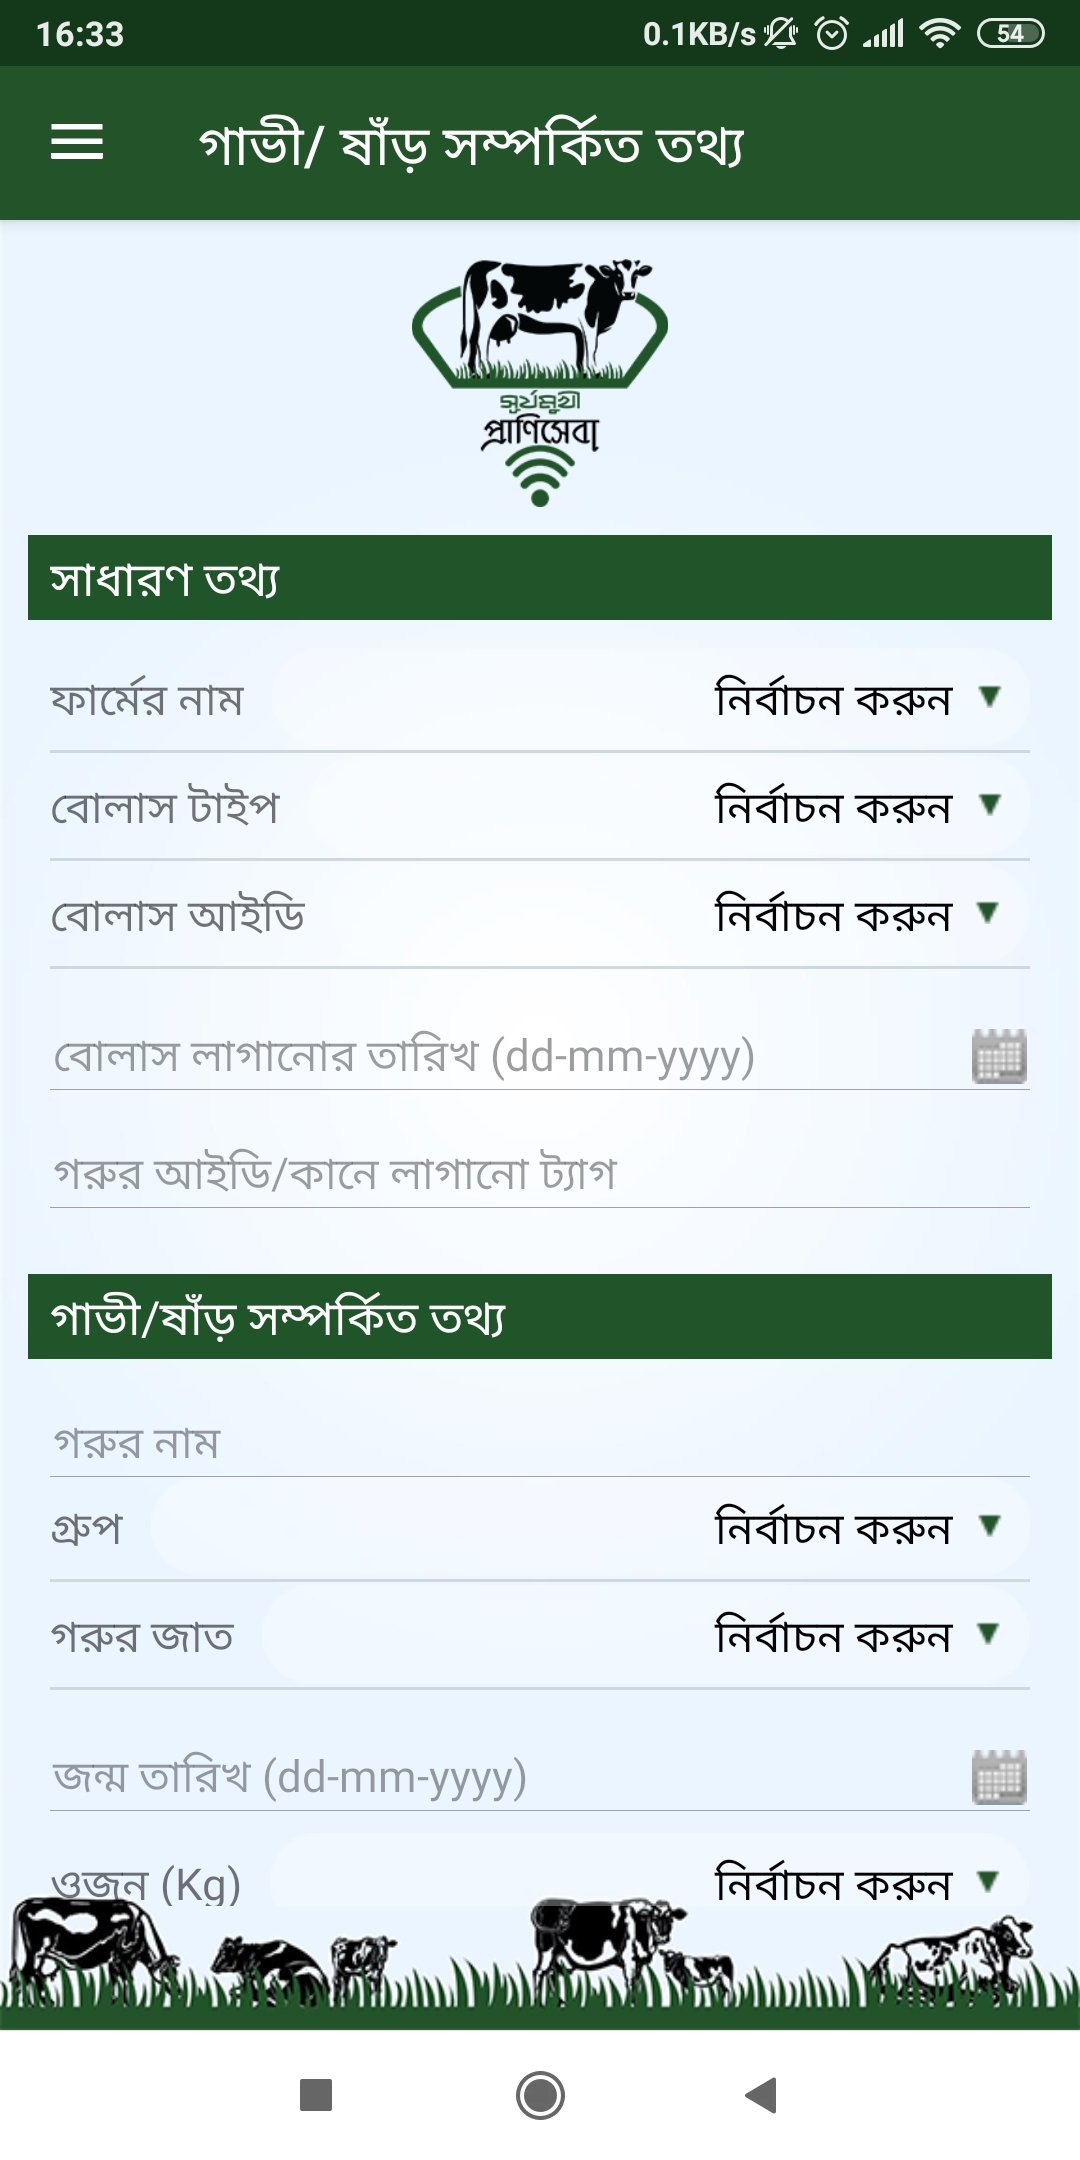 16:33 0.1KB/s 54
গাভী/ ষাঁড় সম্পর্কিত তথ্য
সূর্যমুখী
প্রাণিসেবা
সাধারণ তথ্য
ফার্মের নাম নির্বাচন করুন
বোলাস টাইপ নির্বাচন করুন
বোলাস আইডি নির্বাচন করুন
বোলাস লাগানোর তারিখ (dd-mm-yyyy)
গরুর আইডি/কানে লাগানো ট্যাগ
গাভী/ষাঁড় সম্পর্কিত তথ্য
গরুর নাম
গ্রুপ নির্বাচন করুন
গরুর জাত নির্বাচন করুন
জন্ম তারিখ (dd-mm-yyyy)
ওজন (Kg) নির্বাচন করুন